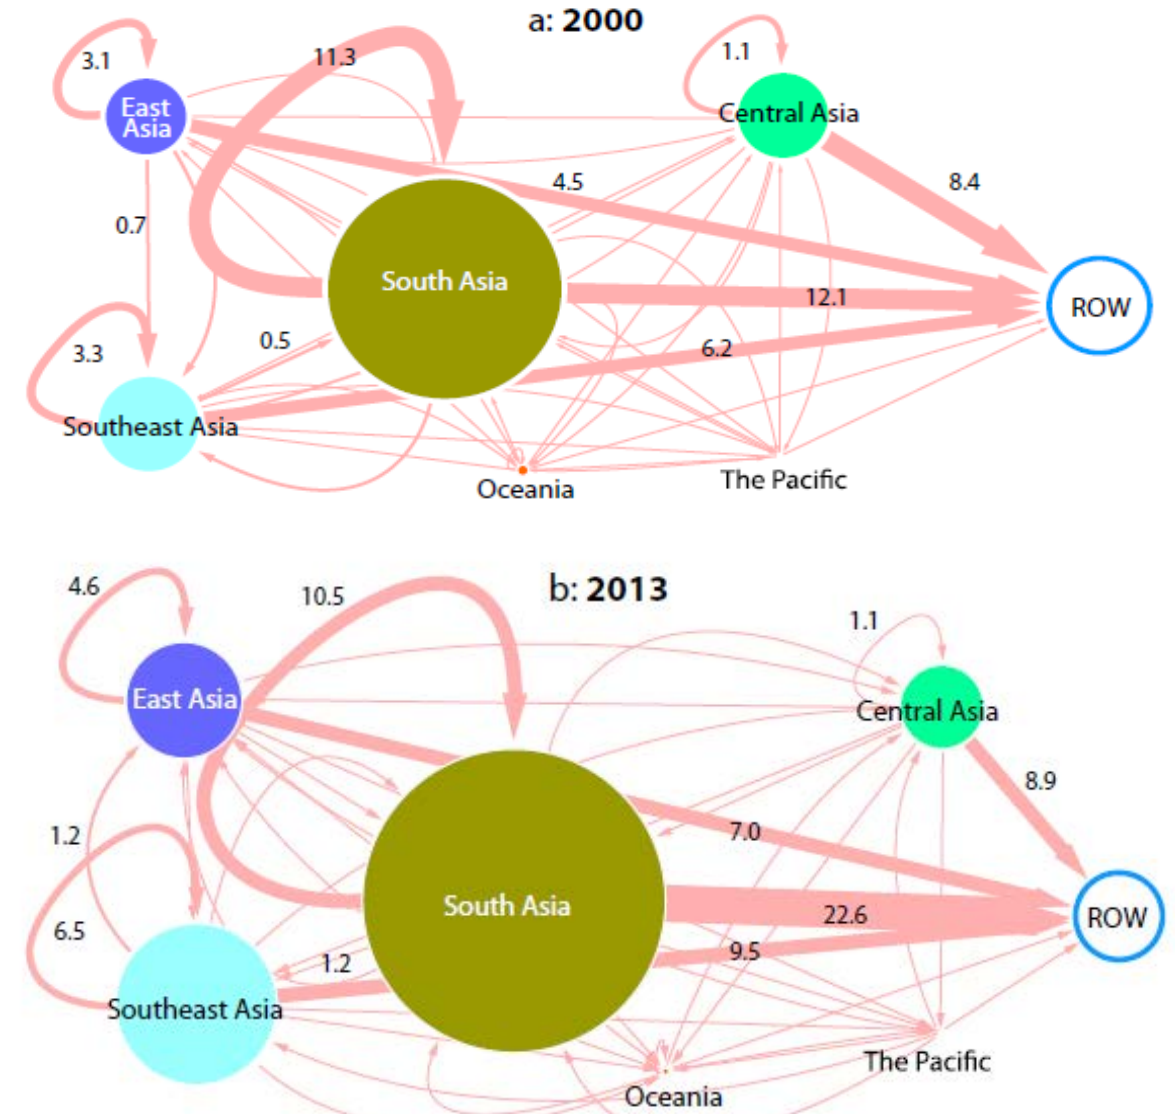 a: 2000
3.1
11.3
1.1
East
Asia
Central Asia
4.5
8.4
0.7
South Asia
12.1
ROW
0.5
3.3
6.2
Southeast Asia
Oceania
The Pacific
b: 2013
4.6
10.5
1.1
East Asia
Central Asia
8.9
1.2
7.0
South Asia
22.6
ROW
6.5
1.2
9.5
Southeast Asia
The Pacific
Oceania